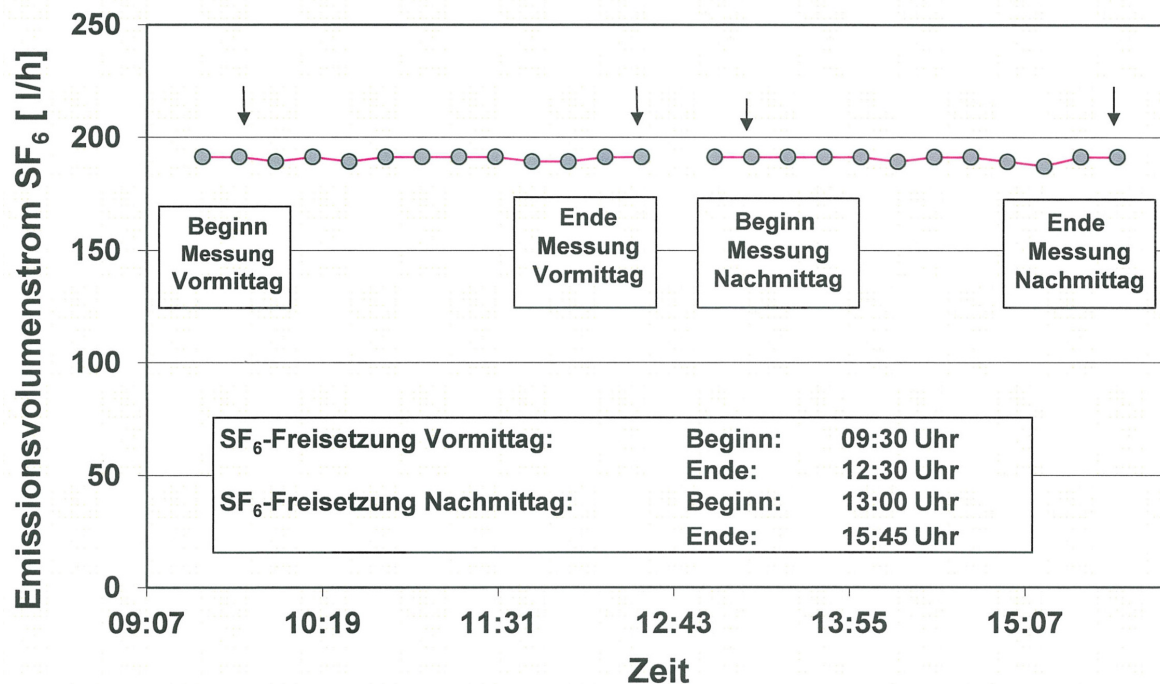 Emissionsvolumenstrom SF₆ [ l/h]
250
200
150
100
50
0
Beginn
Messung
Vormittag
Ende
Messung
Vormittag
Beginn
Messung
Nachmittag
Ende
Messung
Nachmittag
SF₆-Freisetzung Vormittag: Beginn: 09:30 Uhr
Ende: 12:30 Uhr
SF₆-Freisetzung Nachmittag: Beginn: 13:00 Uhr
Ende: 15:45 Uhr
09:07 10:19 11:31 12:43 13:55 15:07
Zeit